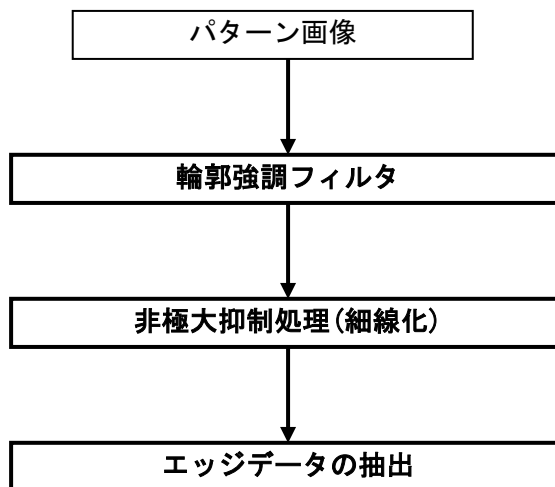 パターン画像
輪郭強調フィルタ
非極大抑制処理(細線化)
エッジデータの抽出